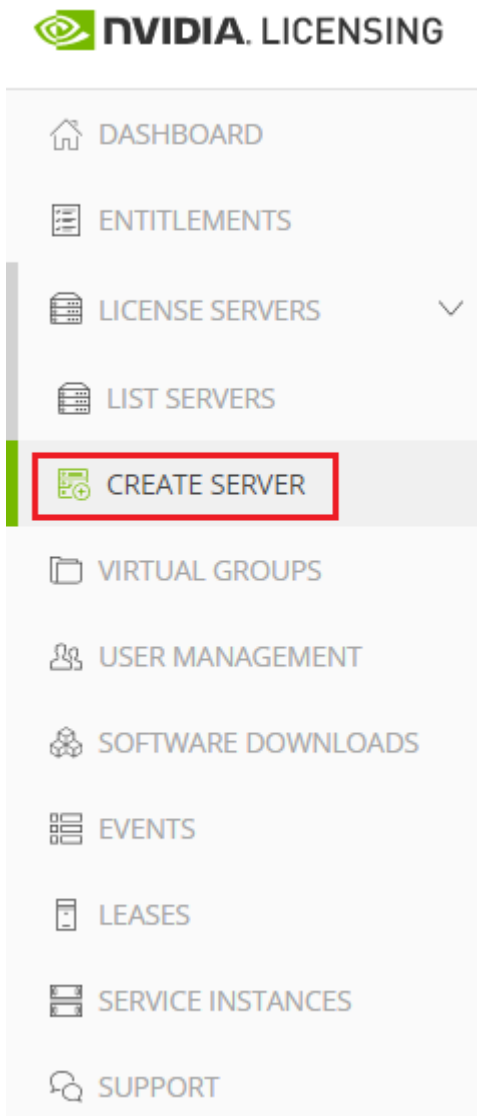 NVIDIA. LICENSING
DASHBOARD
ENTITLEMENTS
LICENSE SERVERS
LIST SERVERS
CREATE SERVER
VIRTUAL GROUPS
USER MANAGEMENT
SOFTWARE DOWNLOADS
EVENTS
LEASES
SERVICE INSTANCES
SUPPORT